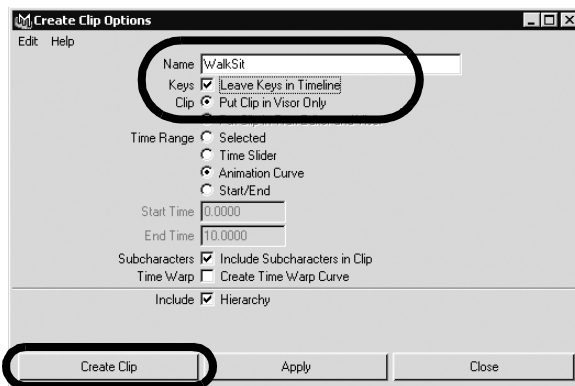 Create Clip Options
Edit Help
Name WalkSit
Keys Leave Keys in Timeline
Clip Put Clip in Visor Only
Time Range Selected
Time Slider
Animation Curve
Start/End
Start Time 0.0000
End Time 10.0000
Subcharacters Include Subcharacters in Clip
Time Warp Create Time Warp Curve
Include Hierarchy
Create Clip Apply Close